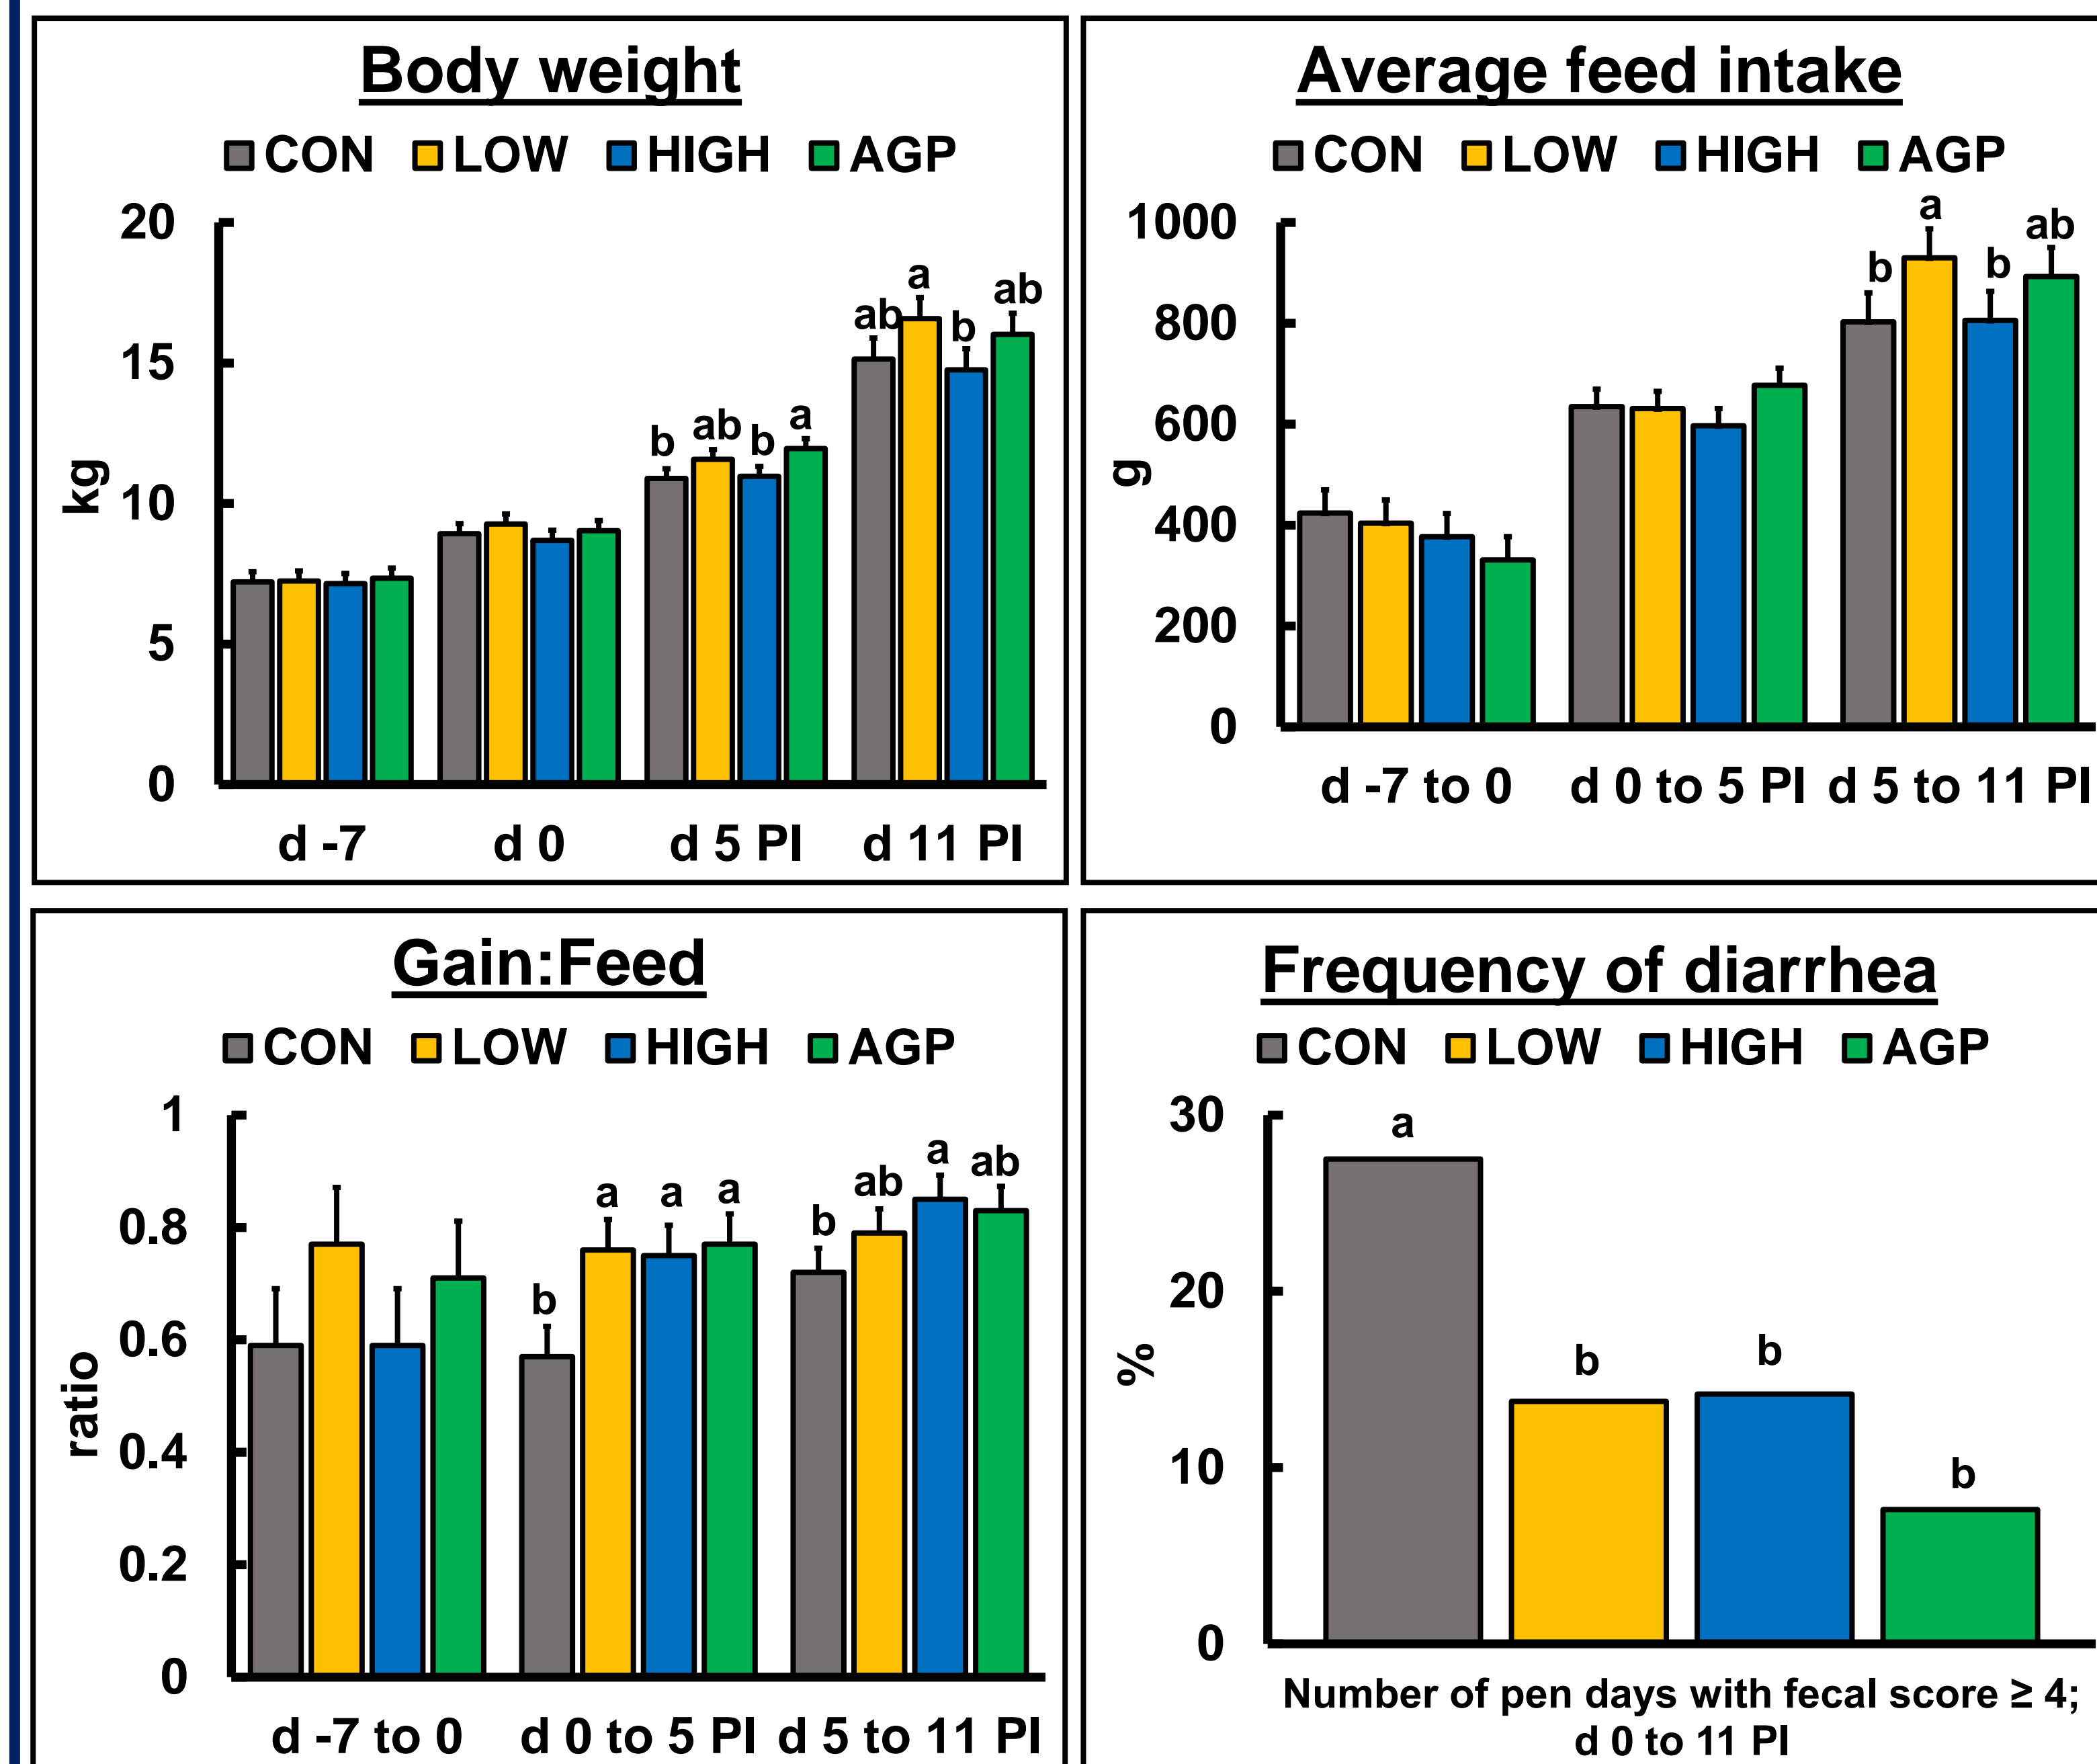 Body weight
CON LOW HIGH AGP
20
15
10
5
0
kg
ab a b ab
b ab b a
d -7 d 0 d 5 PI d 11 PI
Average feed intake
CON LOW HIGH AGP
1000
800
600
400
200
0
g
b a b ab
d -7 to 0 d 0 to 5 PI d 5 to 11 PI
Gain:Feed
CON LOW HIGH AGP
1
0.8
0.6
0.4
0.2
0
ratio
b a a a
b ab a ab
d -7 to 0 d 0 to 5 PI d 5 to 11 PI
Frequency of diarrhea
CON LOW HIGH AGP
30
20
10
0
%
a b b b
Number of pen days with fecal score ≥ 4;
d 0 to 11 PI